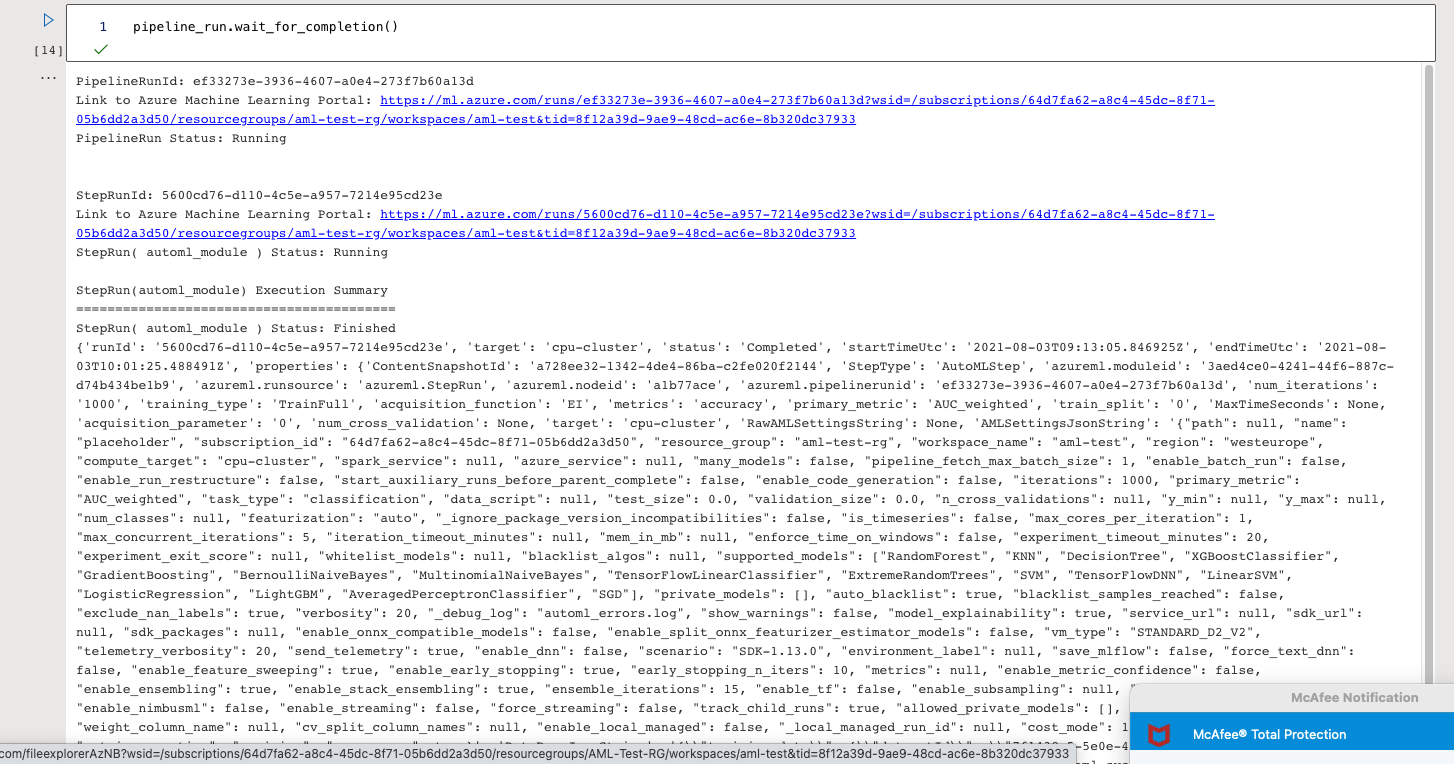 1 pipeline_run.wait_for_completion()
[14]
...
PipelineRunId: ef33273e-3936-4607-a0e4-273f7b60a13d
Link to Azure Machine Learning Portal: https://ml.azure.com/runs/ef33273e-3936-4607-a0e4-273f7b60a13d?wsid=/subscriptions/64d7fa62-a8c4-45dc-8f71-
05b6dd2a3d50/resourcegroups/aml-test-rg/workspaces/aml-test&tid=8f12a39d-9ae9-48cd-ac6e-8b320dc37933
PipelineRun Status: Running
StepRunId: 5600cd76-d110-4c5e-a957-7214e95cd23e
Link to Azure Machine Learning Portal: https://ml.azure.com/runs/5600cd76-d110-4c5e-a957-7214e95cd23e?wsid=/subscriptions/64d7fa62-a8c4-45dc-8f71-
05b6dd2a3d50/resourcegroups/aml-test-rg/workspaces/aml-test&tid=8f12a39d-9ae9-48cd-ac6e-8b320dc37933
StepRun( automl_module ) Status: Running
StepRun(automl_module) Execution Summary
=========================================
StepRun( automl_module ) Status: Finished
{'runId': '5600cd76-d110-4c5e-a957-7214e95cd23e', 'target': 'cpu-cluster', 'status': 'Completed', 'startTimeUtc': '2021-08-03T09:13:05.846925Z', 'endTimeUtc': '2021-08-
03T10:01:25.488491Z', 'properties': {'ContentSnapshotId': 'a728ee32-1342-4de4-86ba-c2fe020f2144', 'StepType': 'AutoMLStep', 'azureml.moduleid': '3aed4ce0-4241-44f6-887c-
d74b434be1b9', 'azureml.runsource': 'azureml.StepRun', 'azureml.nodeid': 'a1b77ace', 'azureml.pipelinerunid': 'ef33273e-3936-4607-a0e4-273f7b60a13d', 'num_iterations':
'1000', 'training_type': 'TrainFull', 'acquisition_function': 'EI', 'metrics': 'accuracy', 'primary_metric': 'AUC_weighted', 'train_split': '0', 'MaxTimeSeconds': None,
'acquisition_parameter': '0', 'num_cross_validation': None, 'target': 'cpu-cluster', 'RawAMLSettingsString': None, 'AMLSettingsJsonString': '{"path": null, "name":
"placeholder", "subscription_id": "64d7fa62-a8c4-45dc-8f71-05b6dd2a3d50", "resource_group": "aml-test-rg", "workspace_name": "aml-test", "region": "westeurope",
"compute_target": "cpu-cluster", "spark_service": null, "azure_service": null, "many_models": false, "pipeline_fetch_max_batch_size": 1, "enable_batch_run": false,
"enable_run_restructure": false, "start_auxiliary_runs_before_parent_complete": false, "enable_code_generation": false, "iterations": 1000, "primary_metric":
"AUC_weighted", "task_type": "classification", "data_script": null, "test_size": 0.0, "validation_size": 0.0, "n_cross_validations": null, "y_min": null, "y_max": null,
"num_classes": null, "featurization": "auto", "_ignore_package_version_incompatibilities": false, "is_timeseries": false, "max_cores_per_iteration": 1,
"max_concurrent_iterations": 5, "iteration_timeout_minutes": null, "mem_in_mb": null, "enforce_time_on_windows": false, "experiment_timeout_minutes": 20,
"experiment_exit_score": null, "whitelist_models": null, "blacklist_algos": null, "supported_models": ["RandomForest", "KNN", "DecisionTree", "XGBoostClassifier",
"GradientBoosting", "BernoulliNaiveBayes", "MultinomialNaiveBayes", "TensorFlowLinearClassifier", "ExtremeRandomTrees", "SVM", "TensorFlowDNN", "LinearSVM",
"LogisticRegression", "LightGBM", "AveragedPerceptronClassifier", "SGD"], "private_models": [], "auto_blacklist": true, "blacklist_samples_reached": false,
"exclude_nan_labels": true, "verbosity": 20, "_debug_log": "automl_errors.log", "show_warnings": false, "model_explainability": true, "service_url": null, "sdk_url":
null, "sdk_packages": null, "enable_onnx_compatible_models": false, "enable_split_onnx_featurizer_estimator_models": false, "vm_type": "STANDARD_D2_V2",
"telemetry_verbosity": 20, "send_telemetry": true, "enable_dnn": false, "scenario": "SDK-1.13.0", "environment_label": null, "save_mlflow": false, "force_text_dnn":
false, "enable_feature_sweeping": true, "enable_early_stopping": true, "early_stopping_n_iters": 10, "metrics": null, "enable_metric_confidence": false,
"enable_ensembling": true, "enable_stack_ensembling": true, "ensemble_iterations": 15, "enable_tf": false, "enable_subsampling": null,
"enable_nimbusml": false, "enable_streaming": false, "force_streaming": false, "track_child_runs": true, "allowed_private_models": [],
"weight_column_name": null, "cv_split_column_names": null, "enable_local_managed": false, "_local_managed_run_id": null, "cost_mode": 1
com/fileexplorerAzNB?wsid=/subscriptions/64d7fa62-a8c4-45dc-8f71-05b6dd2a3d50/resourcegroups/AML-Test-RG/workspaces/aml-test&tid=8f12a39d-9ae9-48cd-ac6e-8b320dc37933
McAfee Notification
McAfee® Total Protection